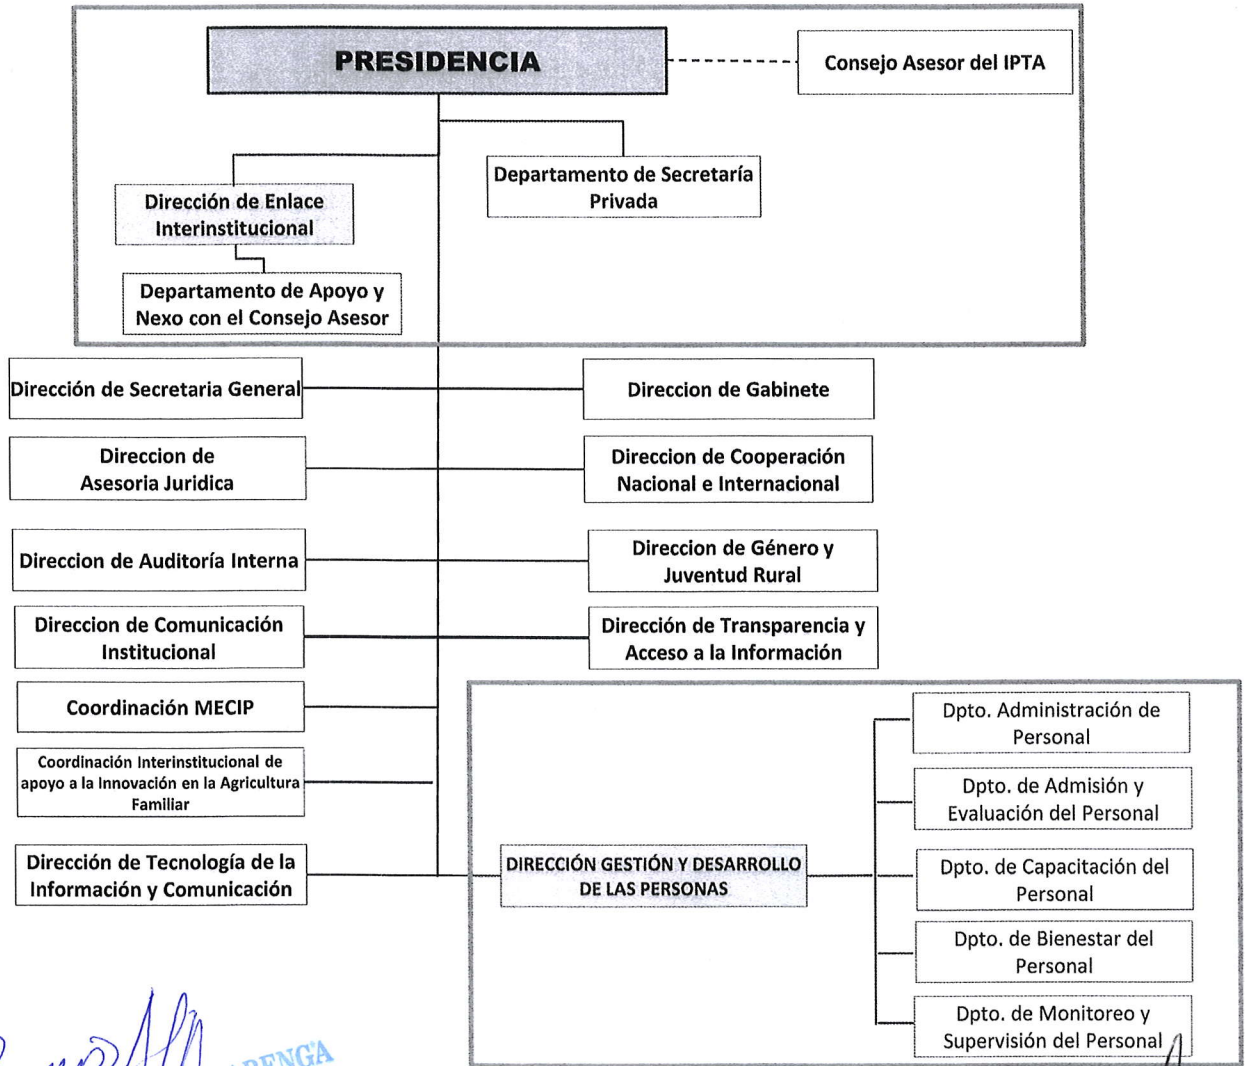 PRESIDENCIA
Consejo Asesor del IPTA
Departamento de Secretaría
Privada
Dirección de Enlace
Interinstitucional
Departamento de Apoyo y
Nexo con el Consejo Asesor
Dirección de Secretaria General
Direccion de Gabinete
Direccion de
Asesoria Juridica
Direccion de Cooperación
Nacional e Internacional
Direccion de Auditoría Interna
Direccion de Género y
Juventud Rural
Direccion de Comunicación
Institucional
Dirección de Transparencia y
Acceso a la Información
Coordinación MECIP
Coordinación Interinstitucional de
apoyo a la Innovación en la Agricultura
Familiar
Dirección de Tecnología de la
Información y Comunicación
DIRECCIÓN GESTIÓN Y DESARROLLO
DE LAS PERSONAS
Dpto. Administración de
Personal
Dpto. de Admisión y
Evaluación del Personal
Dpto. de Capacitación del
Personal
Dpto. de Bienestar del
Personal
Dpto. de Monitoreo y
Supervisión del Personal